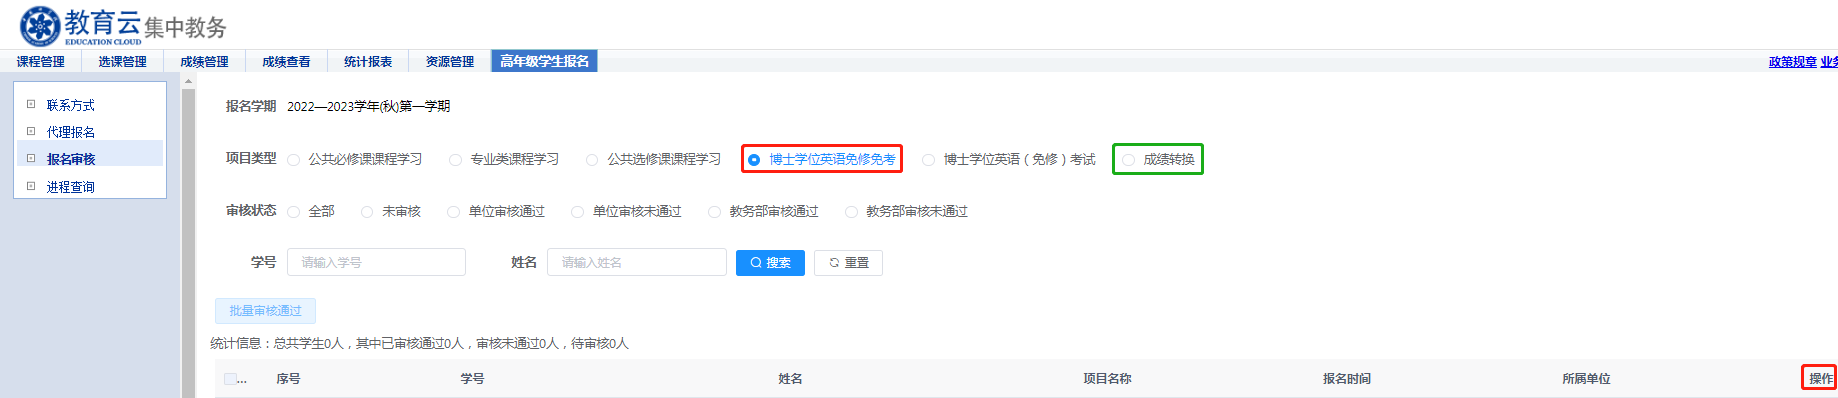 教育云 集中教务
EDUCATION CLOUD
课程管理 选课管理 成绩管理 成绩查看 统计报表 资源管理 高年级学生报名 政策规章
联系方式
代理报名
报名审核
进程查询
报名学期 2022—2023学年(秋)第一学期
项目类型 公共必修课课程学习 专业类课程学习 公共选修课课程学习 博士学位英语免修免考 博士学位英语（免修）考试 成绩转换
审核状态 全部 未审核 单位审核通过 单位审核未通过 教务部审核通过 教务部审核未通过
学号 请输入学号 姓名 请输入姓名 搜索 重置
批量审核通过
统计信息：总共学生0人，其中已审核通过0人，审核未通过0人，待审核0人
... 序号 学号 姓名 项目名称 报名时间 所属单位 操作